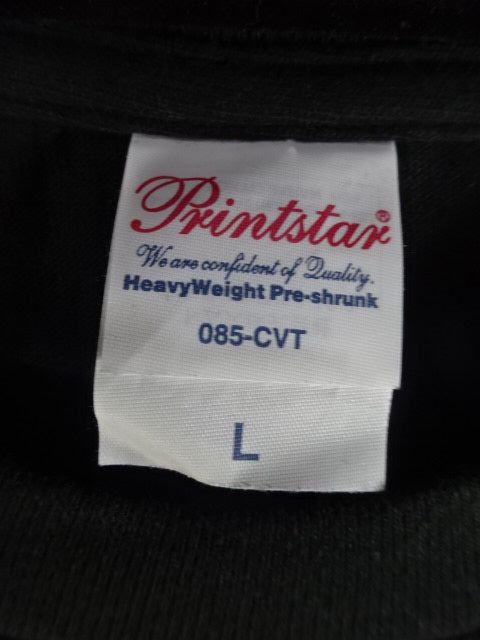 Printstar®
We are confident of Quality.
HeavyWeight Pre-shrunk
085-CVT
L